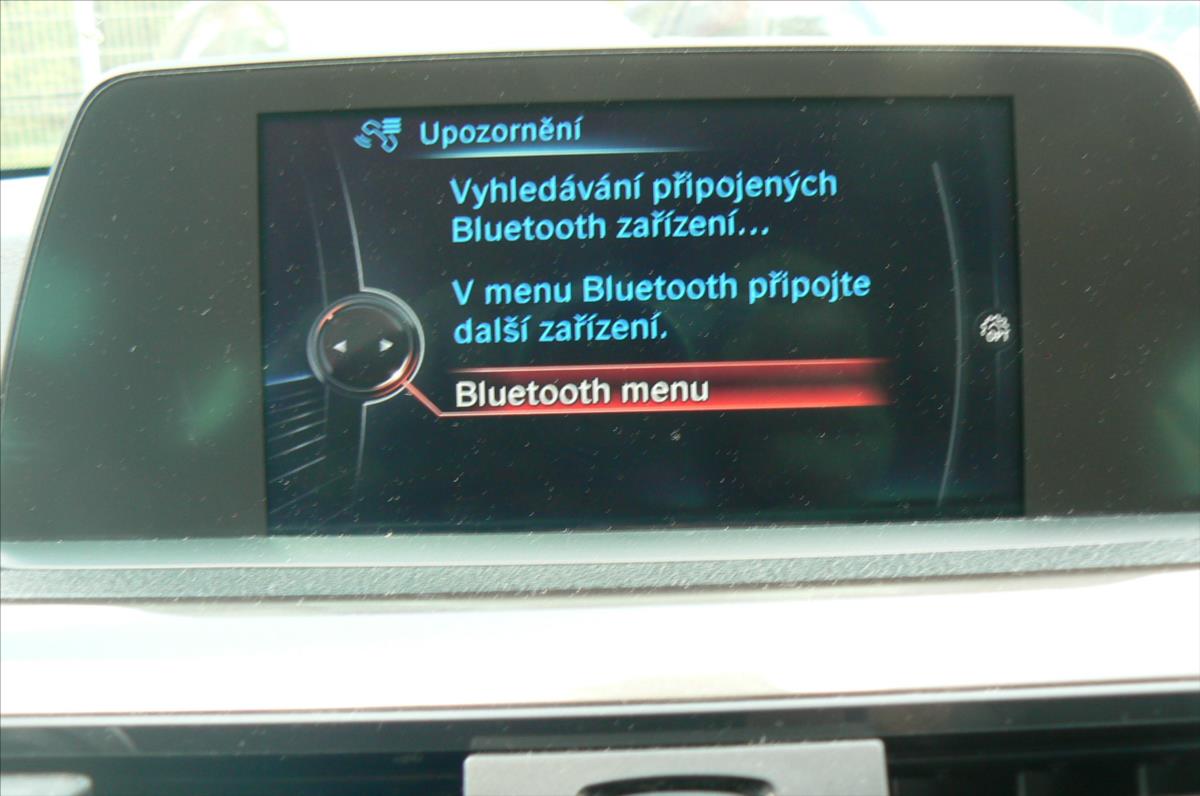 Upozornění
Vyhledávání připojených
Bluetooth zařízení...
V menu Bluetooth připojte
další zařízení.
Bluetooth menu